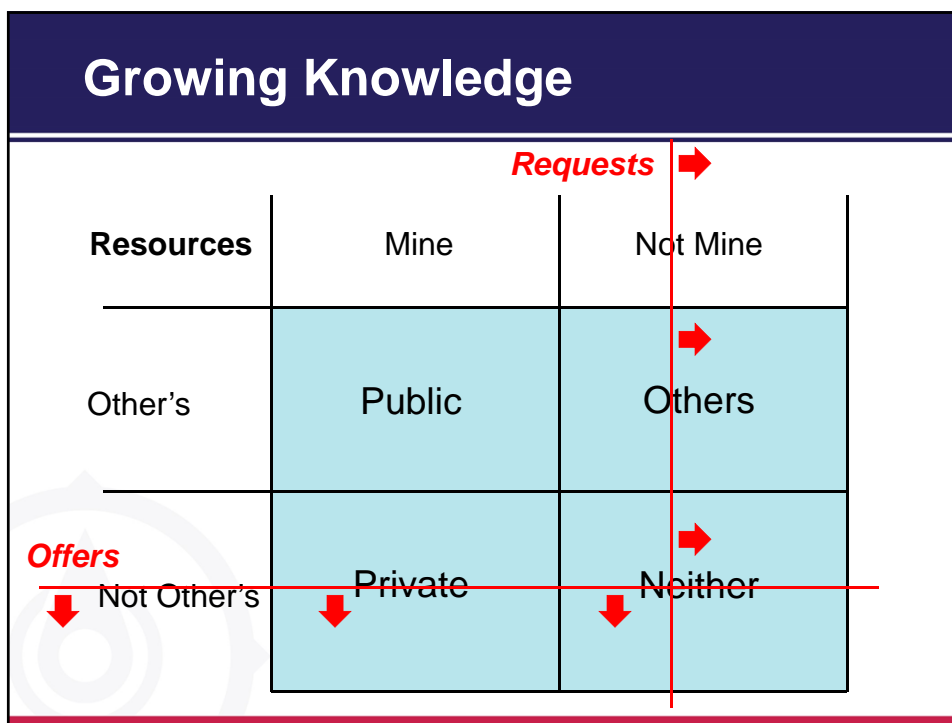 Growing Knowledge
Requests
Resources Mine Not Mine
Other’s Public Others
Offers
Not Other’s Private Neither